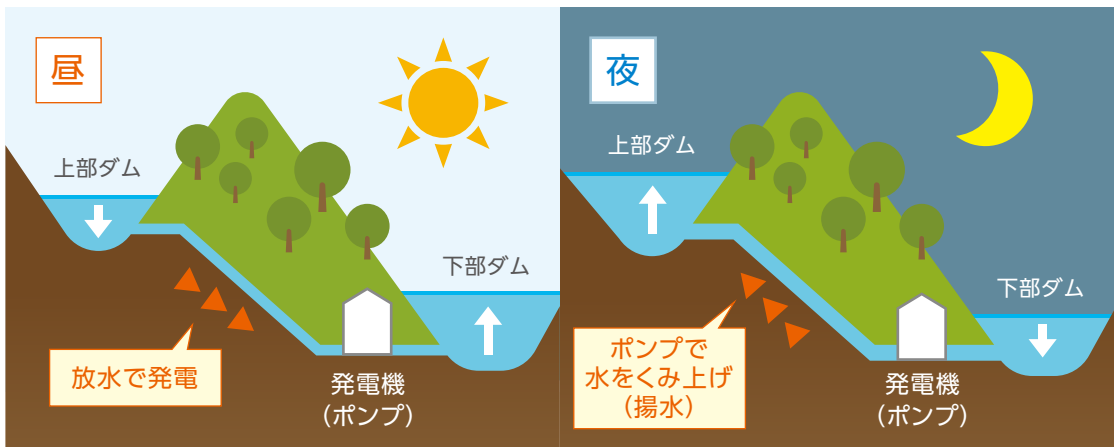 昼
上部ダム
下部ダム
放水で発電
発電機
(ポンプ)
夜
上部ダム
下部ダム
ポンプで
水をくみ上げ
(揚水)
発電機
(ポンプ)